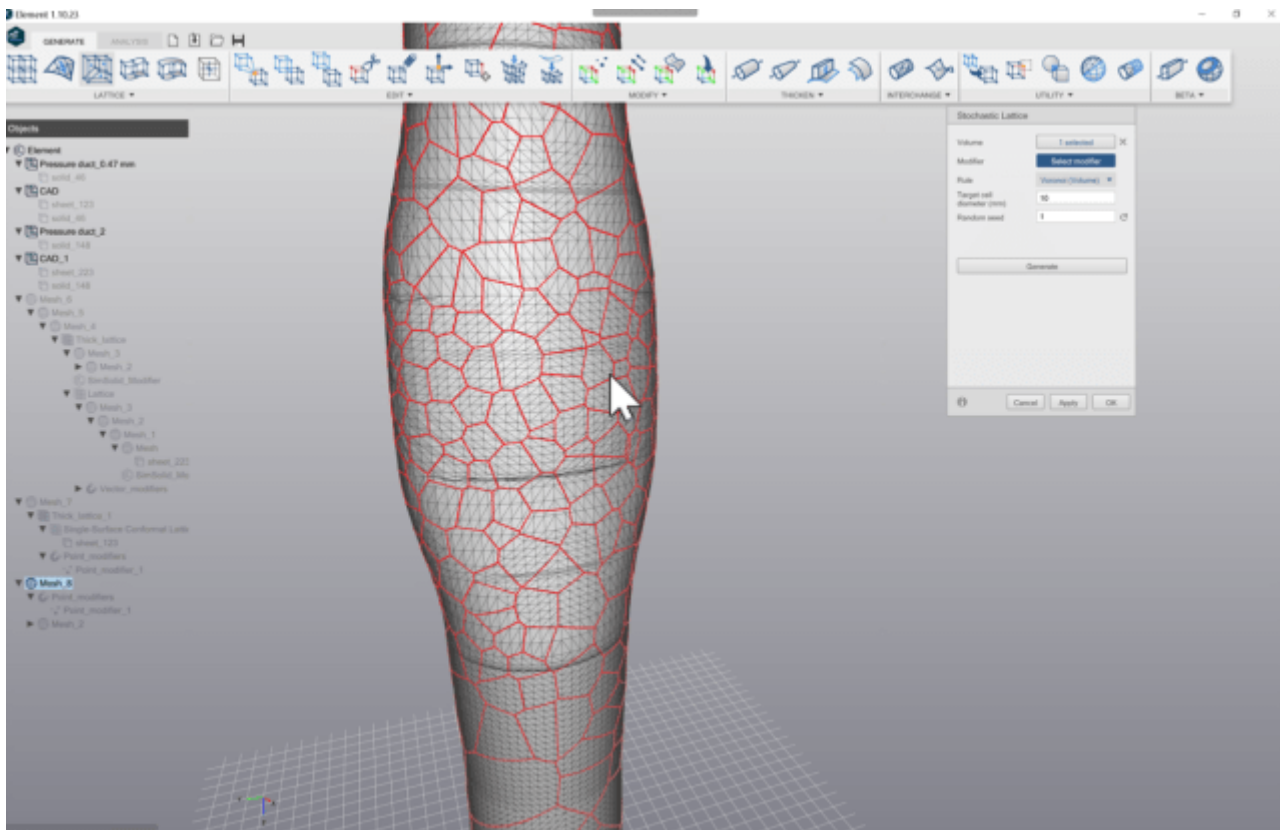 Element 1.10.23
GENERATE ANALYSIS
LATTICE EDIT MODIFY THICKEN INTERCHANGE UTILITY BETA
Objects
Element
Pressure duct_0.47 mm
solid_46
CAD
sheet_123
solid_46
Pressure duct_2
solid_148
CAD_1
sheet_223
solid_148
Mesh_6
Mesh_5
Mesh_4
Thick_lattice
Mesh_3
Mesh_2
SimSolid_Modifier
Lattice
Mesh_3
Mesh_2
Mesh_1
Mesh
sheet_223
SimSolid_Mo
Vector_modifiers
Mesh_7
Thick_lattice_1
Single-Surface Conformal Latti
sheet_123
Point_modifiers
Point_modifier_1
Mesh_8
Point_modifiers
Point_modifier_1
Mesh_2
Stochastic Lattice
Volume 1 selected
Modifier Select modifier
Rule Voronoi (Volume)
Target cell
diameter (mm) 10
Random seed 1
Generate
Cancel Apply OK